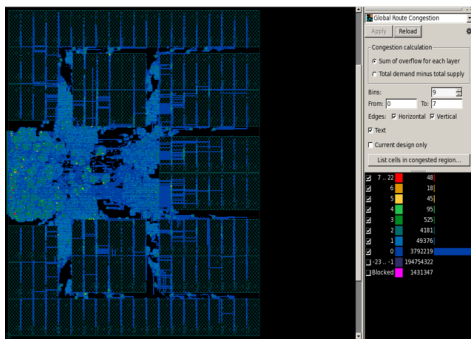 Global Route Congestion
Apply Reload
Congestion calculation
Sum of overflow for each layer
Total demand minus total supply
Bins: 9
From: 0 To: 7
Edges: Horizontal Vertical
Text
Current design only
List cells in congested region...
7 .. 22 48
6 18
5 45
4 95
3 525
2 4181
1 49376
0 3792219
-23 .. -1 194754322
Blocked 1431347